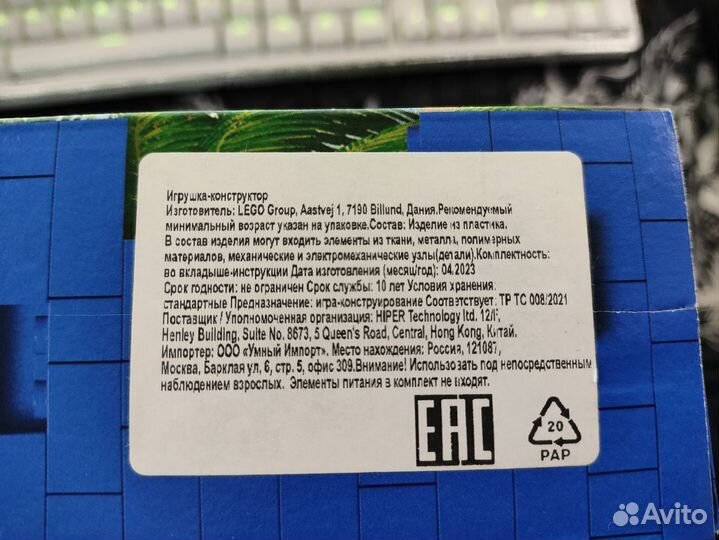 Игрушка-конструктор
Изготовитель: LEGO Group, Aastvej 1, 7190 Billund, Дания.Рекомендуемый
минимальный возраст указан на упаковке.Состав: Изделие из пластика.
В состав изделия могут входить элементы из ткани, металла, полимерных
материалов, механические и электромеханические узлы(детали).Комплектность:
во вкладыше-инструкции Дата изготовления (месяц/год): 04.2023
Срок годности: не ограничен Срок службы: 10 лет Условия хранения:
стандартные Предназначение: игра-конструирование Соответствует: ТР ТС 008/2021
Поставщик / Уполномоченная организация: HIPER Technology ltd. 12/F,
Henley Building, Suite No. 8673, 5 Queen's Road, Central, Hong Kong, Китай.
Импортер: ООО «Умный Импорт». Место нахождения: Россия, 121087,
Москва, Барклая ул, 6, стр. 5, офис 309.Внимание! Использовать под непосредственным
наблюдением взрослых. Элементы питания в комплект не входят.
EAC
20
PAP
Avito